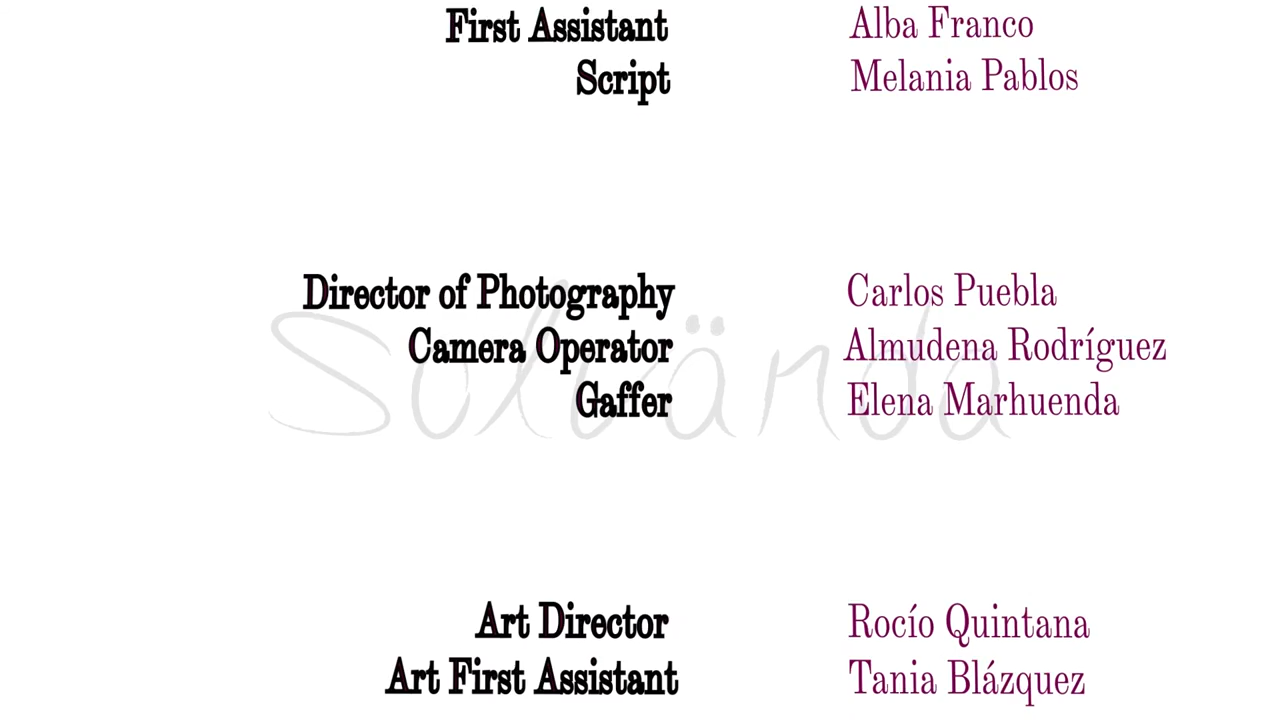 First Assistant Alba Franco
Script Melania Pablos
Director of Photography Carlos Puebla
Camera Operator Almudena Rodríguez
Gaffer Elena Marhuenda
Solvända
Art Director Rocío Quintana
Art First Assistant Tania Blázquez